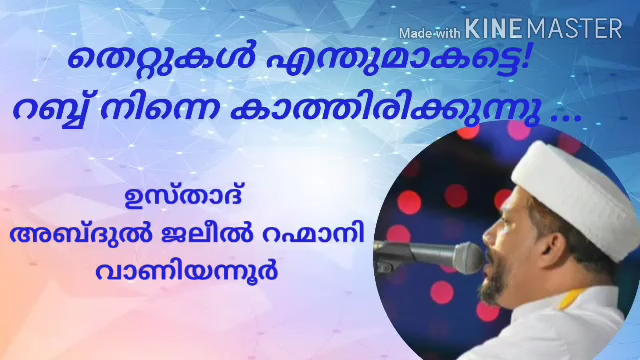 Made with KINEMASTER
തെറ്റുകൾ എന്തുമാകട്ടെ!
റബ്ബ് നിന്നെ കാത്തിരിക്കുന്നു ...
ഉസ്താദ്
അബ്ദുൽ ജലീൽ റഹ്മാനി
വാണിയന്നൂർ